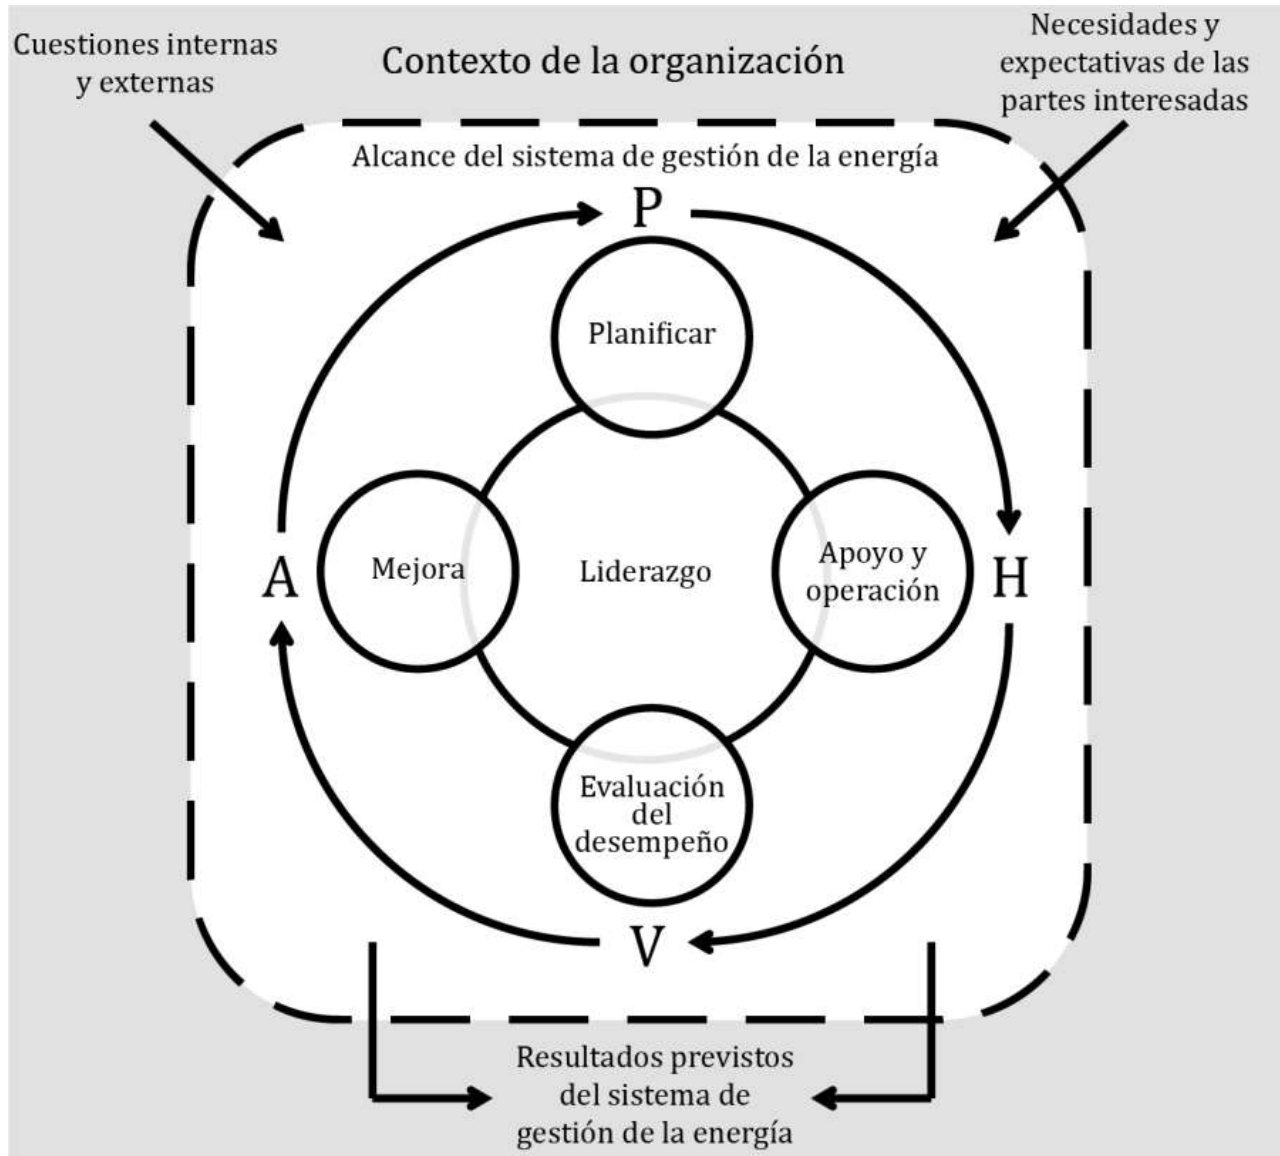 Cuestiones internas
y externas
Contexto de la organización
Necesidades y
expectativas de las
partes interesadas
Alcance del sistema de gestión de la energía
P
Planificar
A
Mejora
Liderazgo
Apoyo y
operación
H
Evaluación
del
desempeño
V
Resultados previstos
del sistema de
gestión de la energía